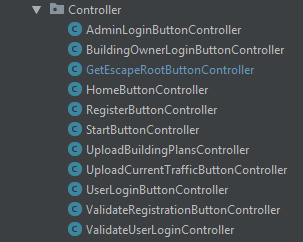 Controller
AdminLoginButtonController
BuildingOwnerLoginButtonController
GetEscapeRootButtonController
HomeButtonController
RegisterButtonController
StartButtonController
UploadBuildingPlansController
UploadCurrentTrafficButtonController
UserLoginButtonController
ValidateRegistrationButtonController
ValidateUserLoginController